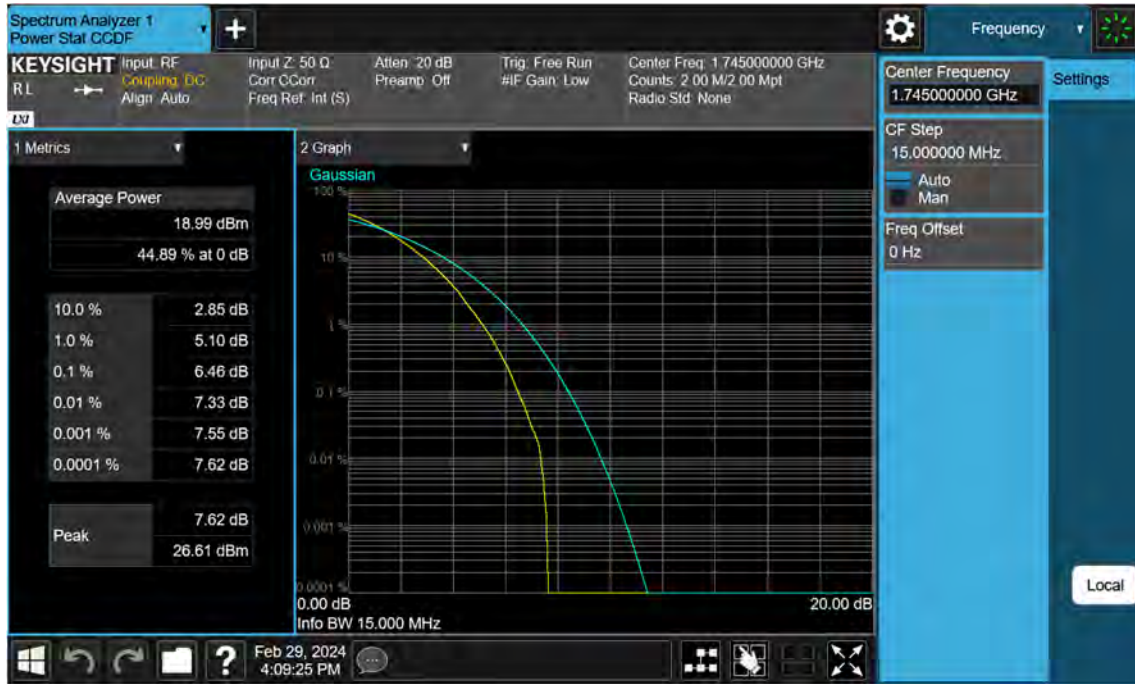 Spectrum Analyzer 1
Power Stat CCDF
Frequency
KEYSIGHT
RL
LXI
Input: RF
Coupling: DC
Align: Auto
Input Z: 50 Ω
Corr CCorr
Freq Ref: Int (S)
Atten: 20 dB
Preamp: Off
Trig: Free Run
#IF Gain: Low
Center Freq: 1.745000000 GHz
Counts: 2.00 M/2.00 Mpt
Radio Std: None
Center Frequency
1.745000000 GHz
Settings
CF Step
15.000000 MHz
Auto
Man
Freq Offset
0 Hz
1 Metrics
Average Power
18.99 dBm
44.89 % at 0 dB
10.0 % 2.85 dB
1.0 % 5.10 dB
0.1 % 6.46 dB
0.01 % 7.33 dB
0.001 % 7.55 dB
0.0001 % 7.62 dB
Peak
7.62 dB
26.61 dBm
2 Graph
Gaussian
100 %
10 %
1 %
0.1 %
0.01 %
0.001 %
0.0001 %
0.00 dB 20.00 dB
Info BW 15.000 MHz
Local
?
Feb 29, 2024
4:09:25 PM